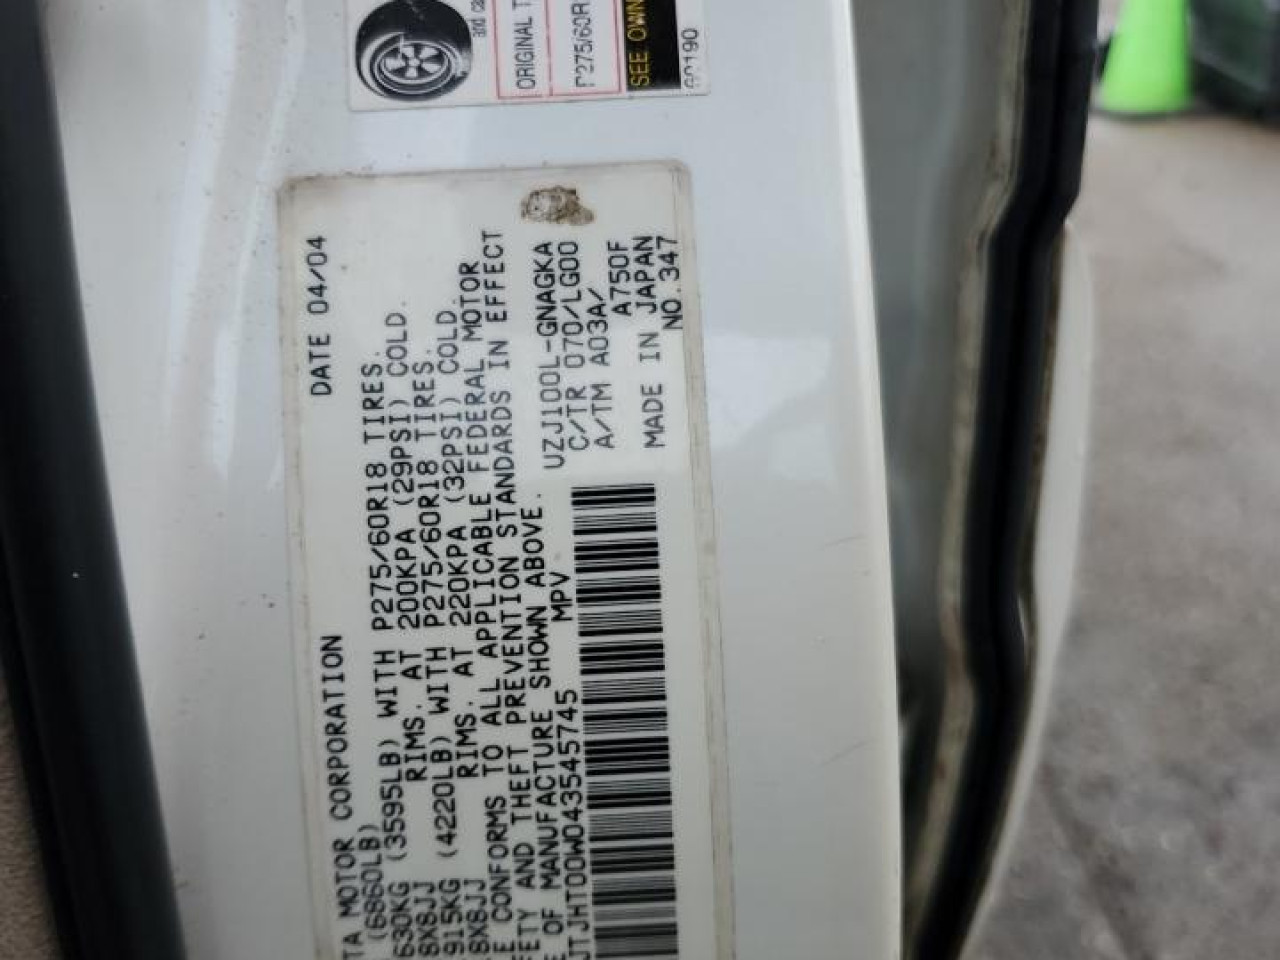 and ca
ORIGINAL T
P275/60R
SEE OWN
60190
TA MOTOR CORPORATION DATE 04/04
(6860LB)
630KG (3595LB) WITH P275/60R18 TIRES.
8X8JJ RIMS. AT 200KPA (29PSI) COLD.
915KG (4220LB) WITH P275/60R18 TIRES.
8X8JJ RIMS. AT 220KPA (32PSI) COLD.
E CONFORMS TO ALL APPLICABLE FEDERAL MOTOR
FETY AND THEFT PREVENTION STANDARDS IN EFFECT
E OF MANUFACTURE SHOWN ABOVE.
JTJHT00W043545745 MPV
UZJ100L-GNAGKA
C/TR 070/LG00
A/TM A03A/
A750F
MADE IN JAPAN
NO.347